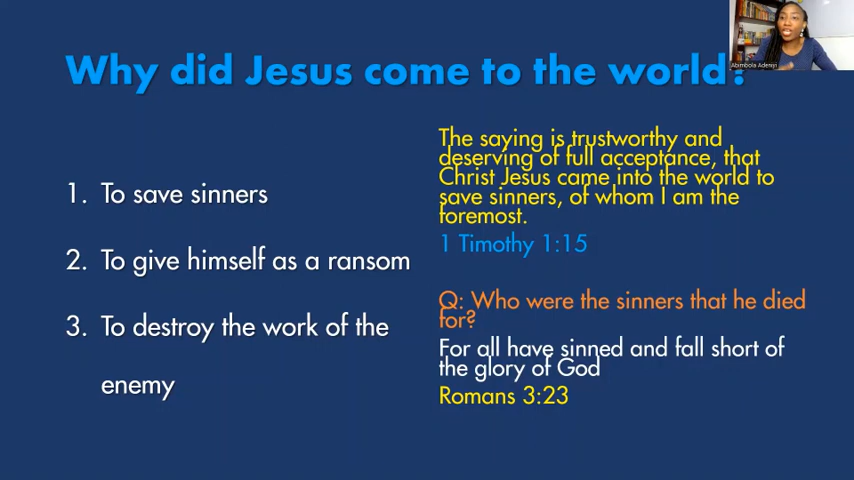 Why did Jesus come to the world?
Abimbola Adereyi
1. To save sinners
2. To give himself as a ransom
3. To destroy the work of the
enemy
The saying is trustworthy and
deserving of full acceptance, that
Christ Jesus came into the world to
save sinners, of whom I am the
foremost.
1 Timothy 1:15
Q: Who were the sinners that he died
for?
For all have sinned and fall short of
the glory of God
Romans 3:23